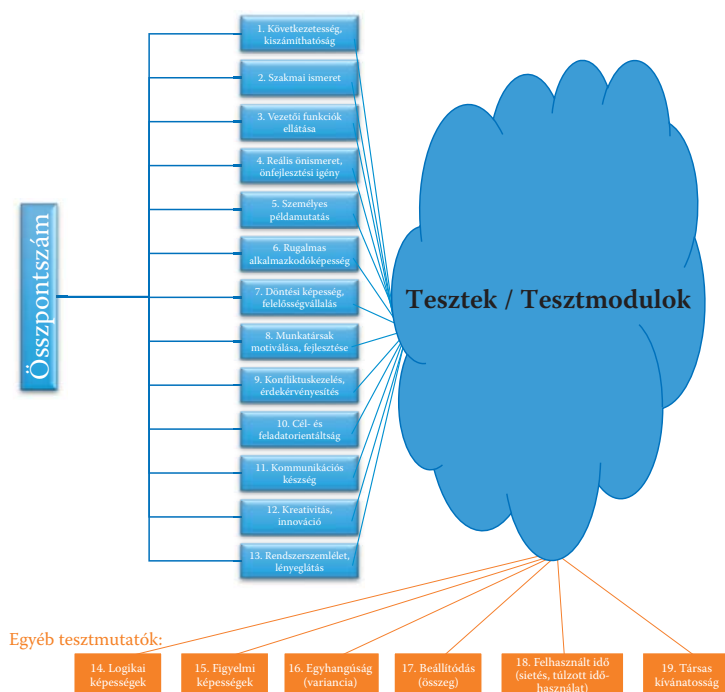 Összpontszám
1. Következetesség,
kiszámíthatóság
2. Szakmai ismeret
3. Vezetői funkciók
ellátása
4. Reális önismeret,
önfejlesztési igény
5. Személyes
példamutatás
6. Rugalmas
alkalmazkodóképesség
7. Döntési képesség,
felelősségvállalás
8. Munkatársak
motiválása, fejlesztése
9. Konfliktuskezelés,
érdekérvényesítés
10. Cél- és
feladatorientáltság
11. Kommunikációs
készség
12. Kreativitás,
innováció
13. Rendszerszemlélet,
lényeglátás
Tesztek / Tesztmodulok
Egyéb tesztmutatók:
14. Logikai
képességek
15. Figyelmi
képességek
16. Egyhangúság
(variancia)
17. Beállítódás
(összeg)
18. Felhasznált idő
(sietés, túlzott idő-
használat)
19. Társas
kívánatosság